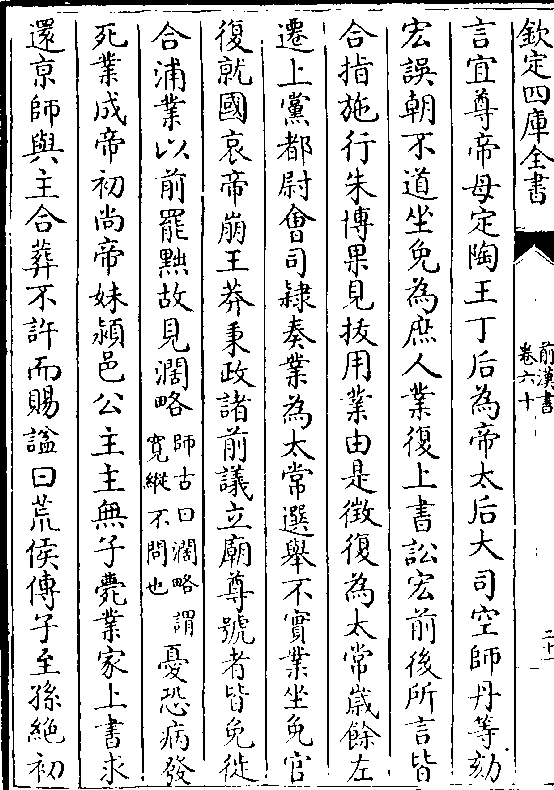 欽定四庫全書
前漢書
卷六十
二十
言宜尊帝母定陶王丁后為帝太后大司空師丹等劾
宏誤朝不道坐免為庶人業復上書訟宏前後所言皆
合指施行朱博果見拔用業由是徵復為太常嵗餘左
遷上黨都尉會司隸奏業為太常選舉不實業坐免官
復就國哀帝崩王莽秉政諸前議立廟尊號者皆免徙
合浦業以前罷黜故見濶略師古曰濶略謂寛縱不問也憂恐病發
死業成帝初尚帝妹潁邑公主主無子薨業家上書求
還京師與主合葬不許而賜諡曰荒侯傳子至孫絶初